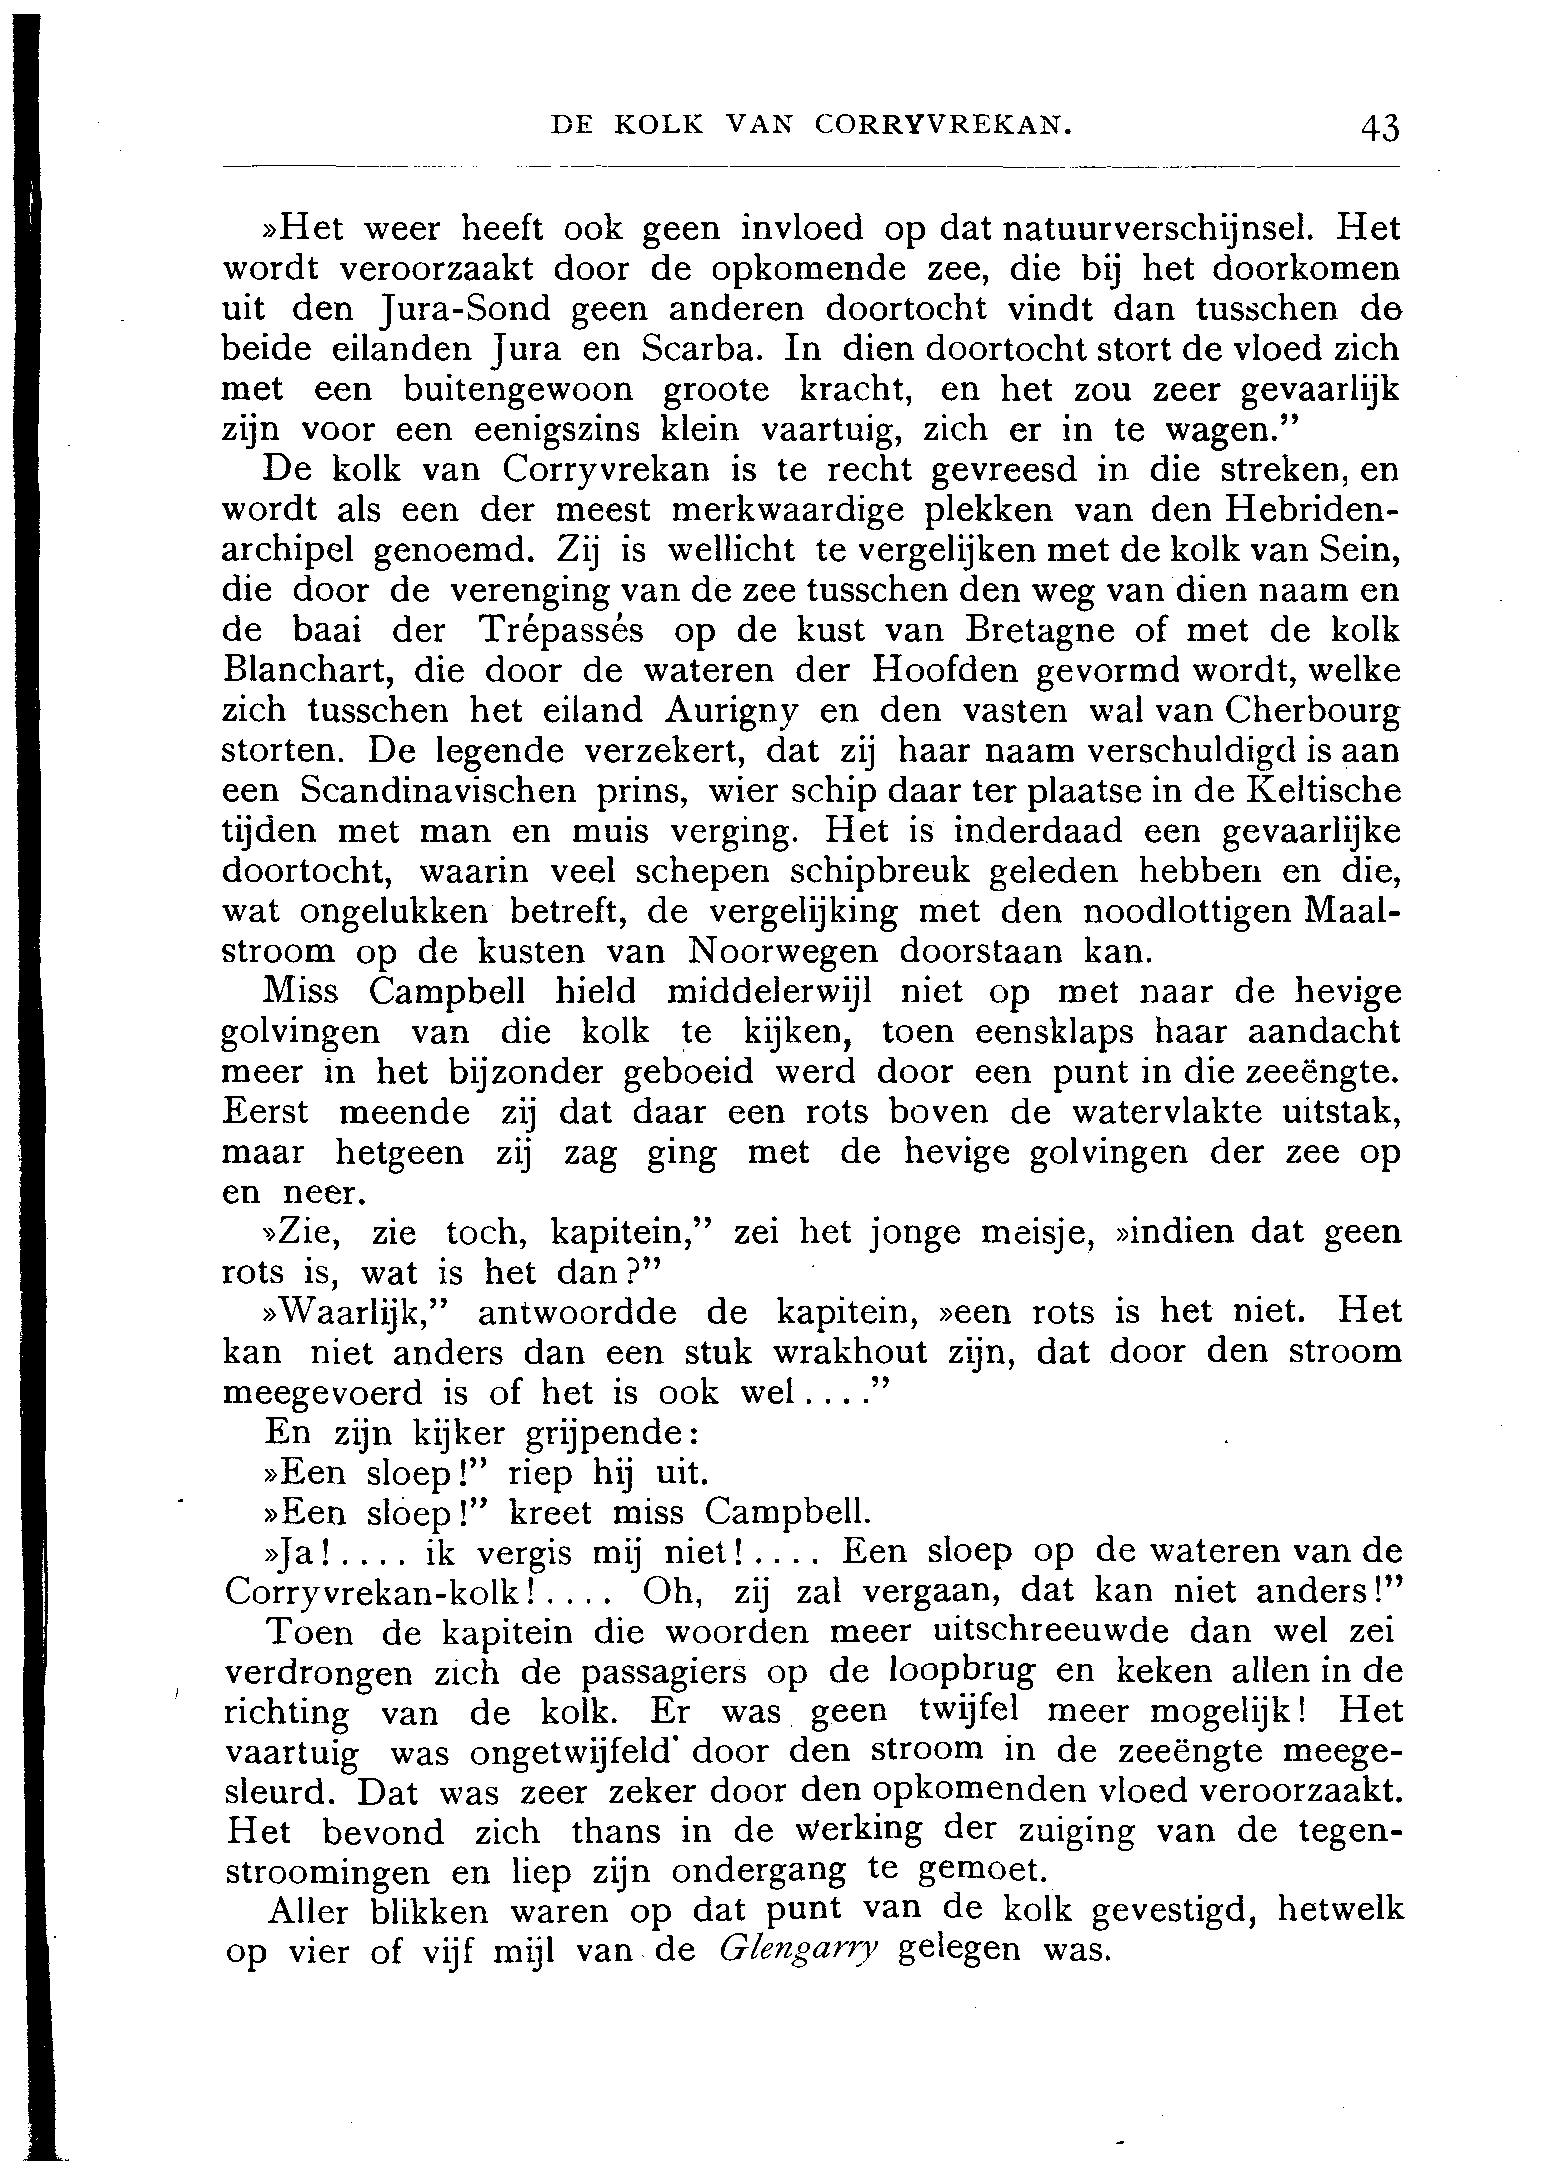 DE KOLK VAN CORRYVREKAN. 43
»Het weer heeft ook geen invloed op dat natuurverschijnsel. Het
wordt veroorzaakt door de opkomende zee, die bij het doorkomen
uit den Jura-Sond geen anderen doortocht vindt dan tusschen de
beide eilanden Jura en Scarba. In dien doortocht stort de vloed zich
met een buitengewoon groote kracht, en het zou zeer gevaarlijk
zijn voor een eenigszins klein vaartuig, zich er in te wagen.”
De kolk van Corryvrekan is te recht gevreesd in die streken, en
wordt als een der meest merkwaardige plekken van den Hebriden-
archipel genoemd. Zij is wellicht te vergelijken met de kolk van Sein,
die door de verenging van de zee tusschen den weg van dien naam en
de baai der Trépassés op de kust van Bretagne of met de kolk
Blanchart, die door de wateren der Hoofden gevormd wordt, welke
zich tusschen het eiland Aurigny en den vasten wal van Cherbourg
storten. De legende verzekert, dat zij haar naam verschuldigd is aan
een Scandinavischen prins, wier schip daar ter plaatse in de Keltische
tijden met man en muis verging. Het is inderdaad een gevaarlijke
doortocht, waarin veel schepen schipbreuk geleden hebben en die,
wat ongelukken betreft, de vergelijking met den noodlottigen Maal-
stroom op de kusten van Noorwegen doorstaan kan.
Miss Campbell hield middelerwijl niet op met naar de hevige
golvingen van die kolk te kijken, toen eensklaps haar aandacht
meer in het bijzonder geboeid werd door een punt in die zeeëngte.
Eerst meende zij dat daar een rots boven de watervlakte uitstak,
maar hetgeen zij zag ging met de hevige golvingen der zee op
en neer.
»Zie, zie toch, kapitein,” zei het jonge meisje, »indien dat geen
rots is, wat is het dan?”
»Waarlijk,” antwoordde de kapitein, »een rots is het niet. Het
kan niet anders dan een stuk wrakhout zijn, dat door den stroom
meegevoerd is of het is ook wel....”
En zijn kijker grijpende:
»Een sloep!” riep hij uit.
»Een sloep!” kreet miss Campbell.
»Ja!.... ik vergis mij niet!.... Een sloep op de wateren van de
Corryvrekan-kolk!.... Oh, zij zal vergaan, dat kan niet anders!”
Toen de kapitein die woorden meer uitschreeuwde dan wel zei
verdrongen zich de passagiers op de loopbrug en keken allen in de
richting van de kolk. Er was geen twijfel meer mogelijk! Het
vaartuig was ongetwijfeld door den stroom in de zeeëngte meege-
sleurd. Dat was zeer zeker door den opkomenden vloed veroorzaakt.
Het bevond zich thans in de werking der zuiging van de tegen-
stroomingen en liep zijn ondergang te gemoet.
Aller blikken waren op dat punt van de kolk gevestigd, hetwelk
op vier of vijf mijl van de Glengarry gelegen was.